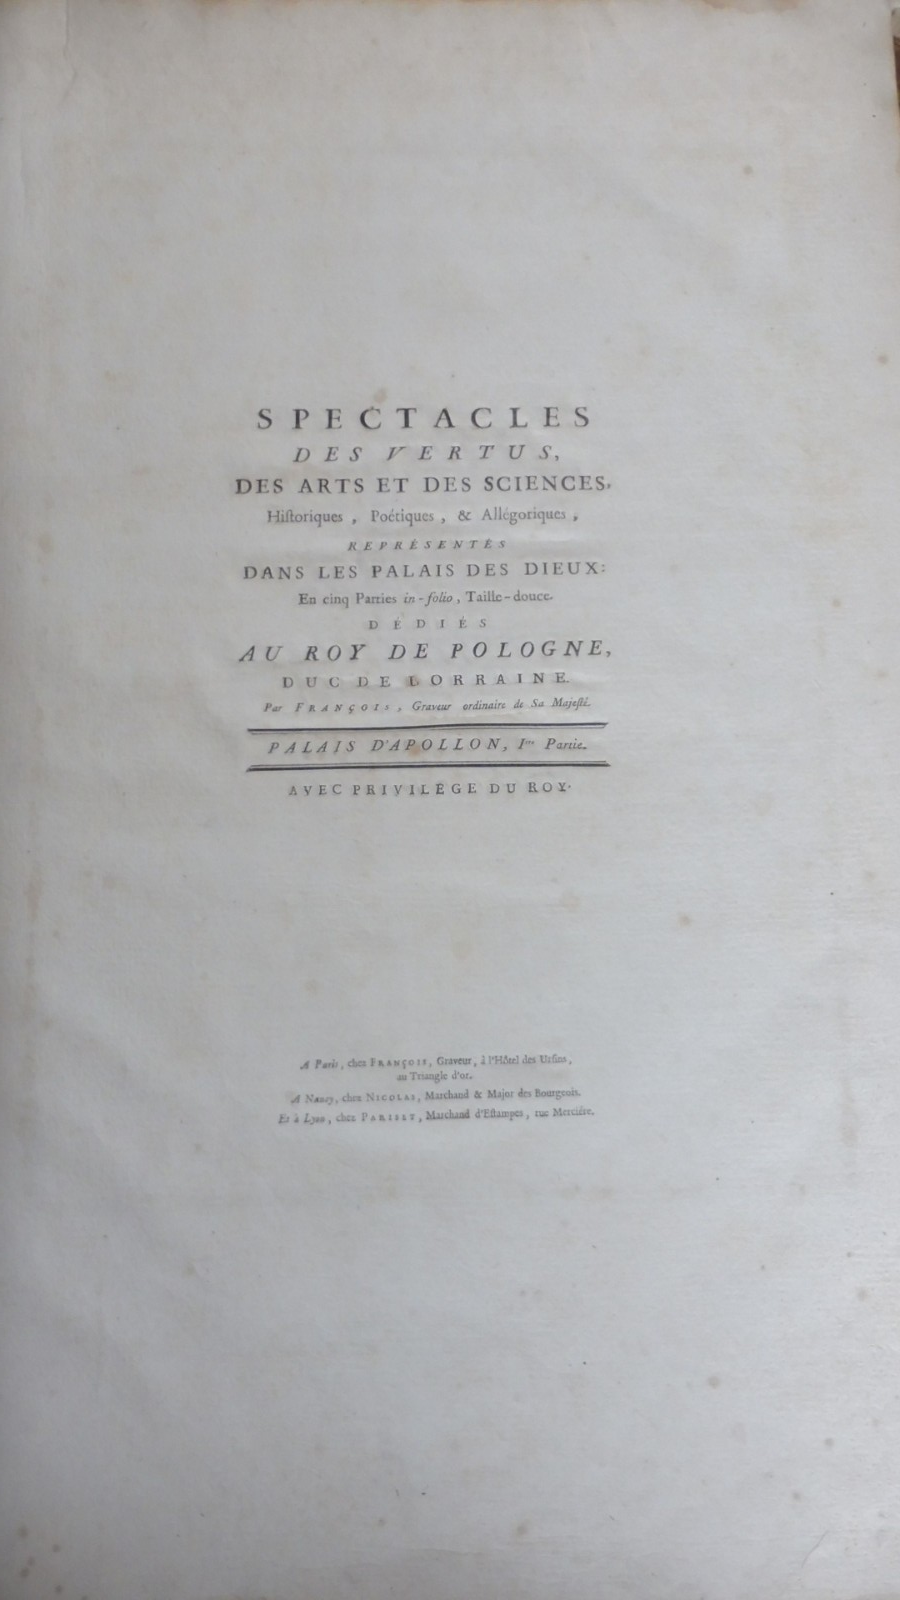 SPECTACLES
DES VERTUS,
DES ARTS ET DES SCIENCES,
Hiſtoriques, Poétiques, & Allégoriques,
REPRÉSENTÉS
DANS LES PALAIS DES DIEUX:
En cinq Parties in-folio, Taille-douce.
DÉDIÉS
AU ROY DE POLOGNE,
DUC DE LORRAINE.
Par FRANÇOIS, Graveur ordinaire de Sa Majeſté.
PALAIS D'APOLLON, Ire Partie.
AVEC PRIVILÉGE DU ROY.
A Paris, chez FRANÇOIS, Graveur, à l'Hôtel des Urſins,
au Triangle d'or.
A Nancy, chez NICOLAS, Marchand & Major des Bourgeois.
Et à Lyon, chez PARISET, Marchand d'Eſtampes, rue Merciére.